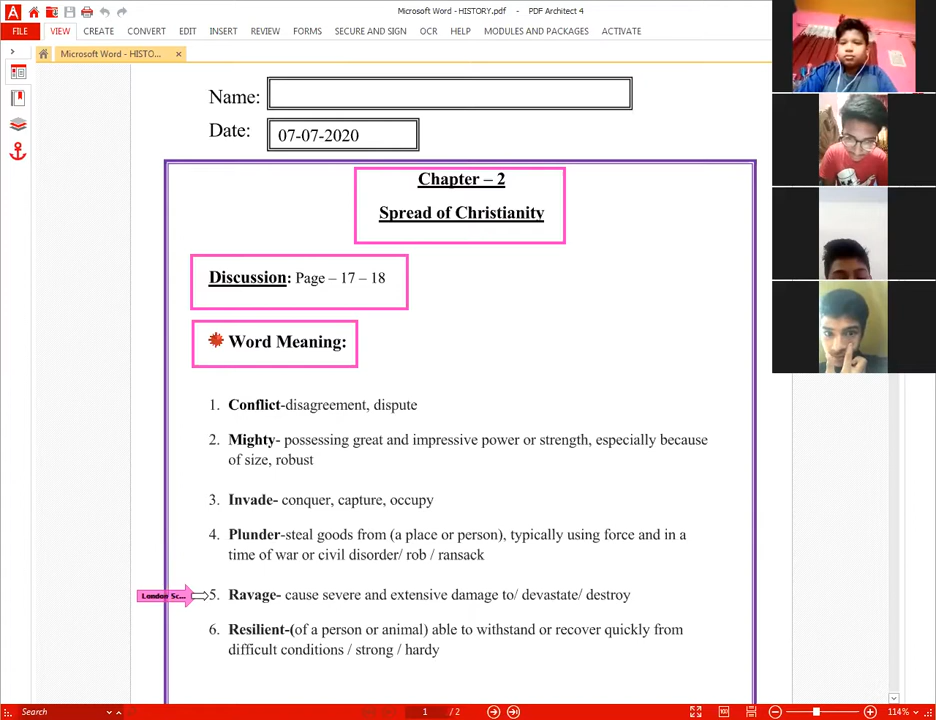 Microsoft Word - HISTORY.pdf - PDF Architect 4
FILE VIEW CREATE CONVERT EDIT INSERT REVIEW FORMS SECURE AND SIGN OCR HELP MODULES AND PACKAGES ACTIVATE
Microsoft Word - HISTO...
Name:
Date: 07-07-2020
Chapter – 2
Spread of Christianity
Discussion: Page – 17 – 18
Word Meaning:
1. Conflict-disagreement, dispute
2. Mighty- possessing great and impressive power or strength, especially because
of size, robust
3. Invade- conquer, capture, occupy
4. Plunder-steal goods from (a place or person), typically using force and in a
time of war or civil disorder/ rob / ransack
London Sc...
5. Ravage- cause severe and extensive damage to/ devastate/ destroy
6. Resilient-(of a person or animal) able to withstand or recover quickly from
difficult conditions / strong / hardy
Search 1 / 2 114%